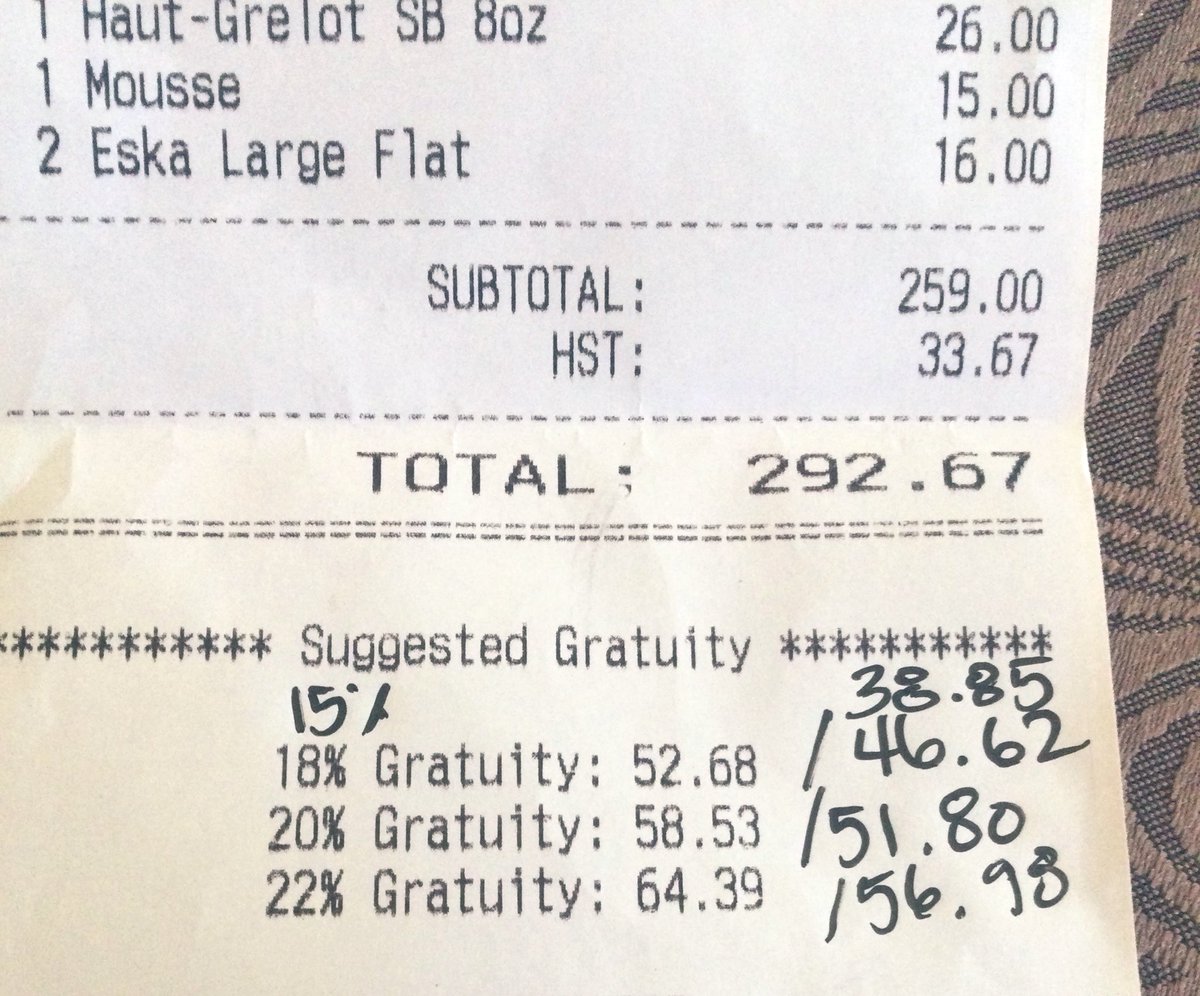 1 Haut-Grelot SB 8oz 26.00
1 Mousse 15.00
2 Eska Large Flat 16.00
SUBTOTAL: 259.00
HST: 33.67
TOTAL: 292.67
*********** Suggested Gratuity ***********
15% 38.85
18% Gratuity: 52.68 / 46.62
20% Gratuity: 58.53 / 51.80
22% Gratuity: 64.39 / 56.98